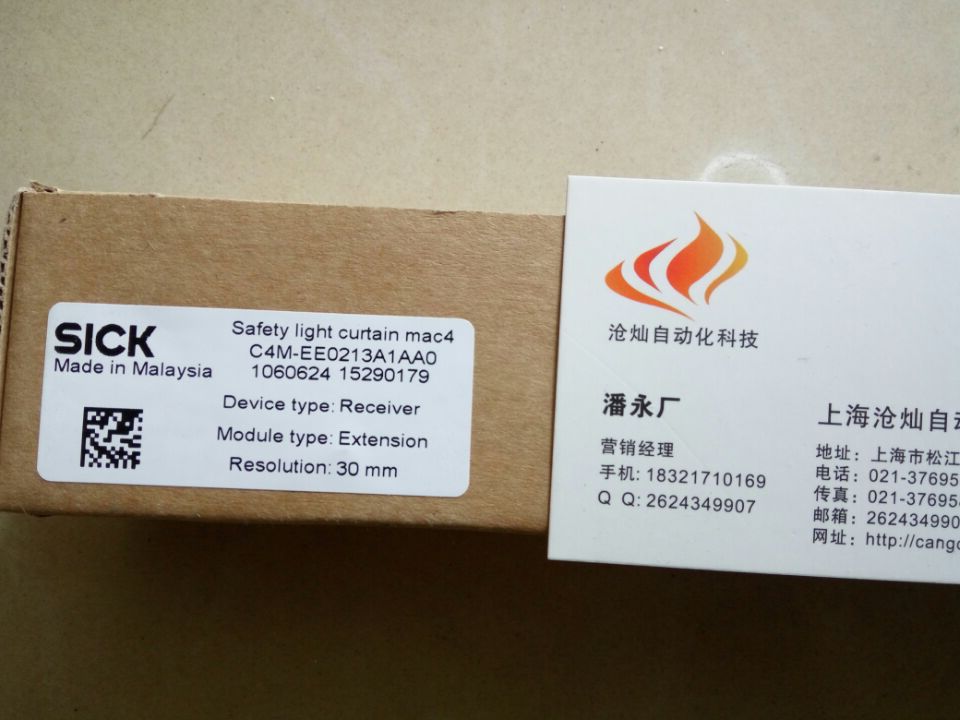 SICK
Made in Malaysia
Safety light curtain mac4
C4M-EE0213A1AA0
1060624 15290179
Device type: Receiver
Module type: Extension
Resolution: 30 mm
沧灿自动化科技
潘永厂
营销经理
手机: 18321710169
Q Q: 2624349907
上海沧灿自动
地址：上海市松江
电话：021-37695
传真：021-37695
邮箱：262434990
网址：http://cang